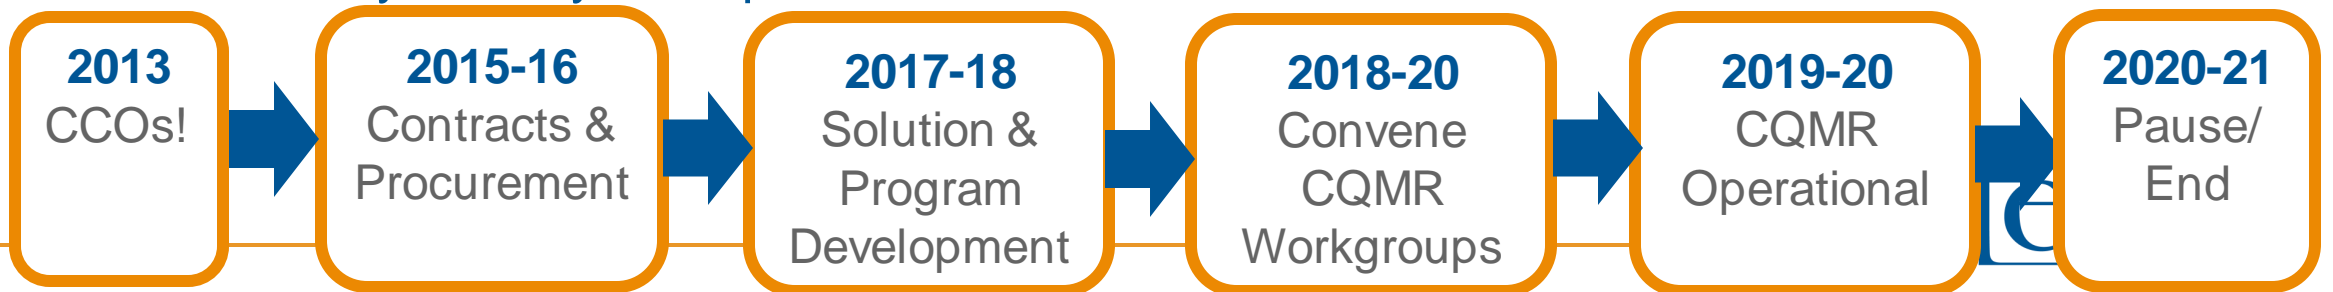 2013
CCOs!
2015-16
Contracts &
Procurement
2017-18
Solution &
Program
Development
2018-20
Convene
CQMR
Workgroups
2019-20
CQMR
Operational
2020-21
Pause/
End